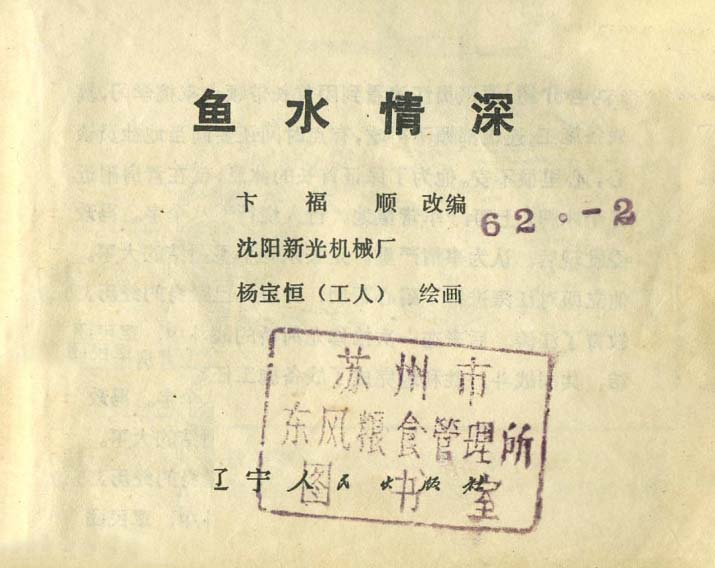 鱼水情深
卞福顺 改编
62.-2
沈阳新光机械厂
杨宝恒（工人） 绘画
苏州市
东风粮食管理所
图书室
辽宁人民出版社